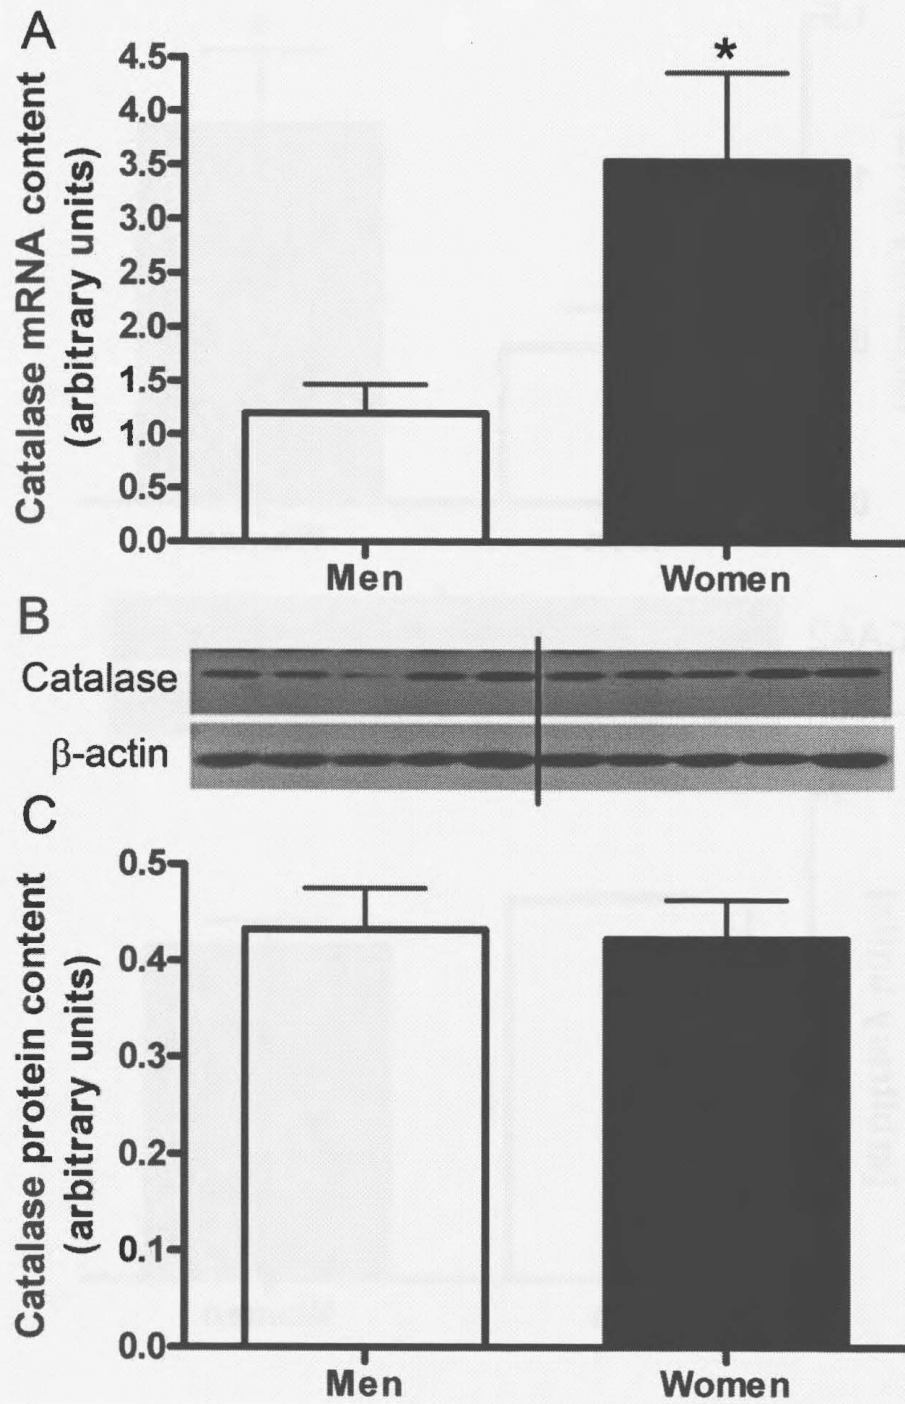 A
Catalase mRNA content
(arbitrary units)
4.5
4.0
3.5
3.0
2.5
2.0
1.5
1.0
0.5
0.0
*
Men
Women
B
Catalase
β-actin
C
Catalase protein content
(arbitrary units)
0.5
0.4
0.3
0.2
0.1
0.0
Men
Women